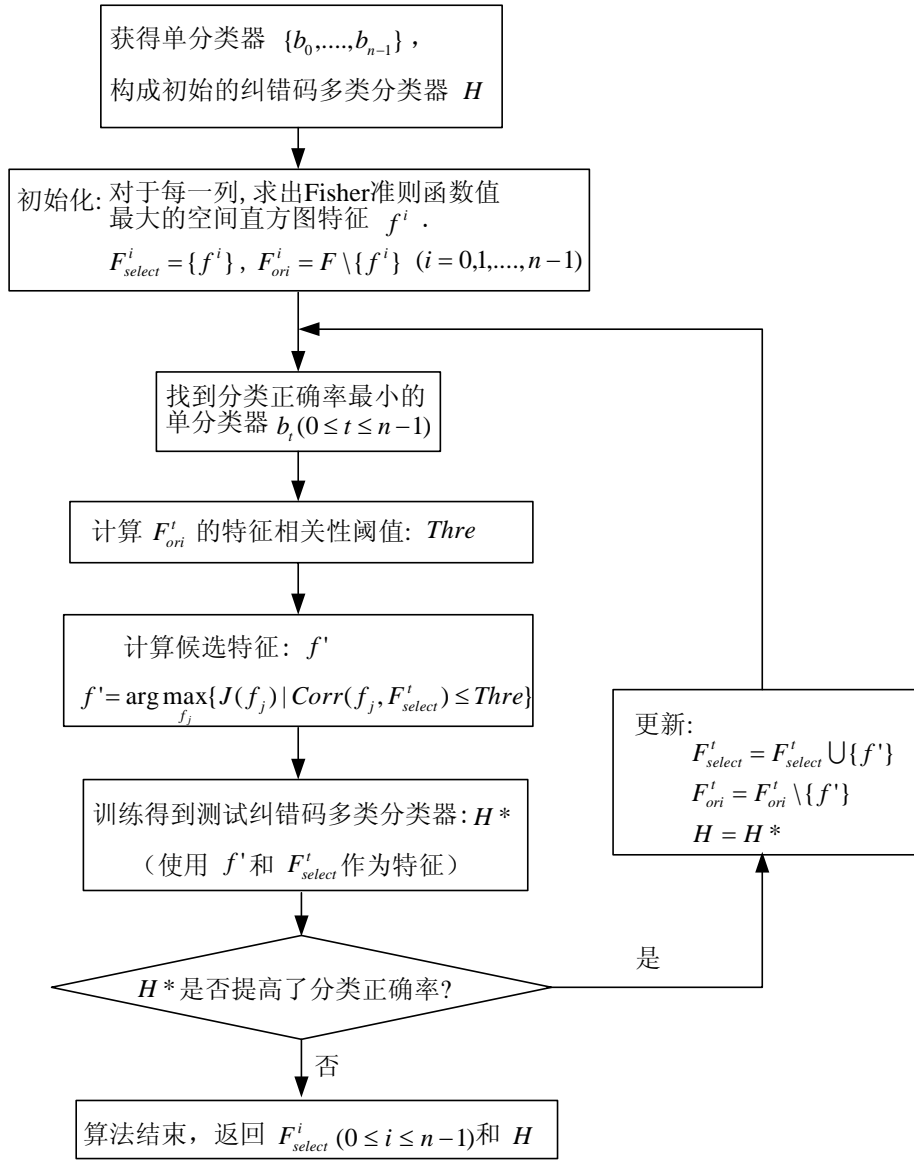 获得单分类器 {b₀,....,bₙ₋₁}，
构成初始的纠错码多类分类器 H
初始化: 对于每一列,求出Fisher准则函数值
最大的空间直方图特征 fⁱ .
F^i_{select} = {f^i}, F^i_{ori} = F \ {f^i} (i = 0,1,....,n−1)
找到分类正确率最小的
单分类器 b_t (0 ≤ t ≤ n−1)
计算 F^t_{ori} 的特征相关性阈值: Thre
计算候选特征: f'
f' = arg max_{f_j} {J(f_j) | Corr(f_j, F^t_{select}) ≤ Thre}
训练得到测试纠错码多类分类器: H*
（使用 f' 和 F^t_{select} 作为特征）
H*是否提高了分类正确率?
是
更新:
F^t_{select} = F^t_{select} ∪ {f'}
F^t_{ori} = F^t_{ori} \ {f'}
H = H*
否
算法结束，返回 F^i_{select} (0 ≤ i ≤ n−1)和 H